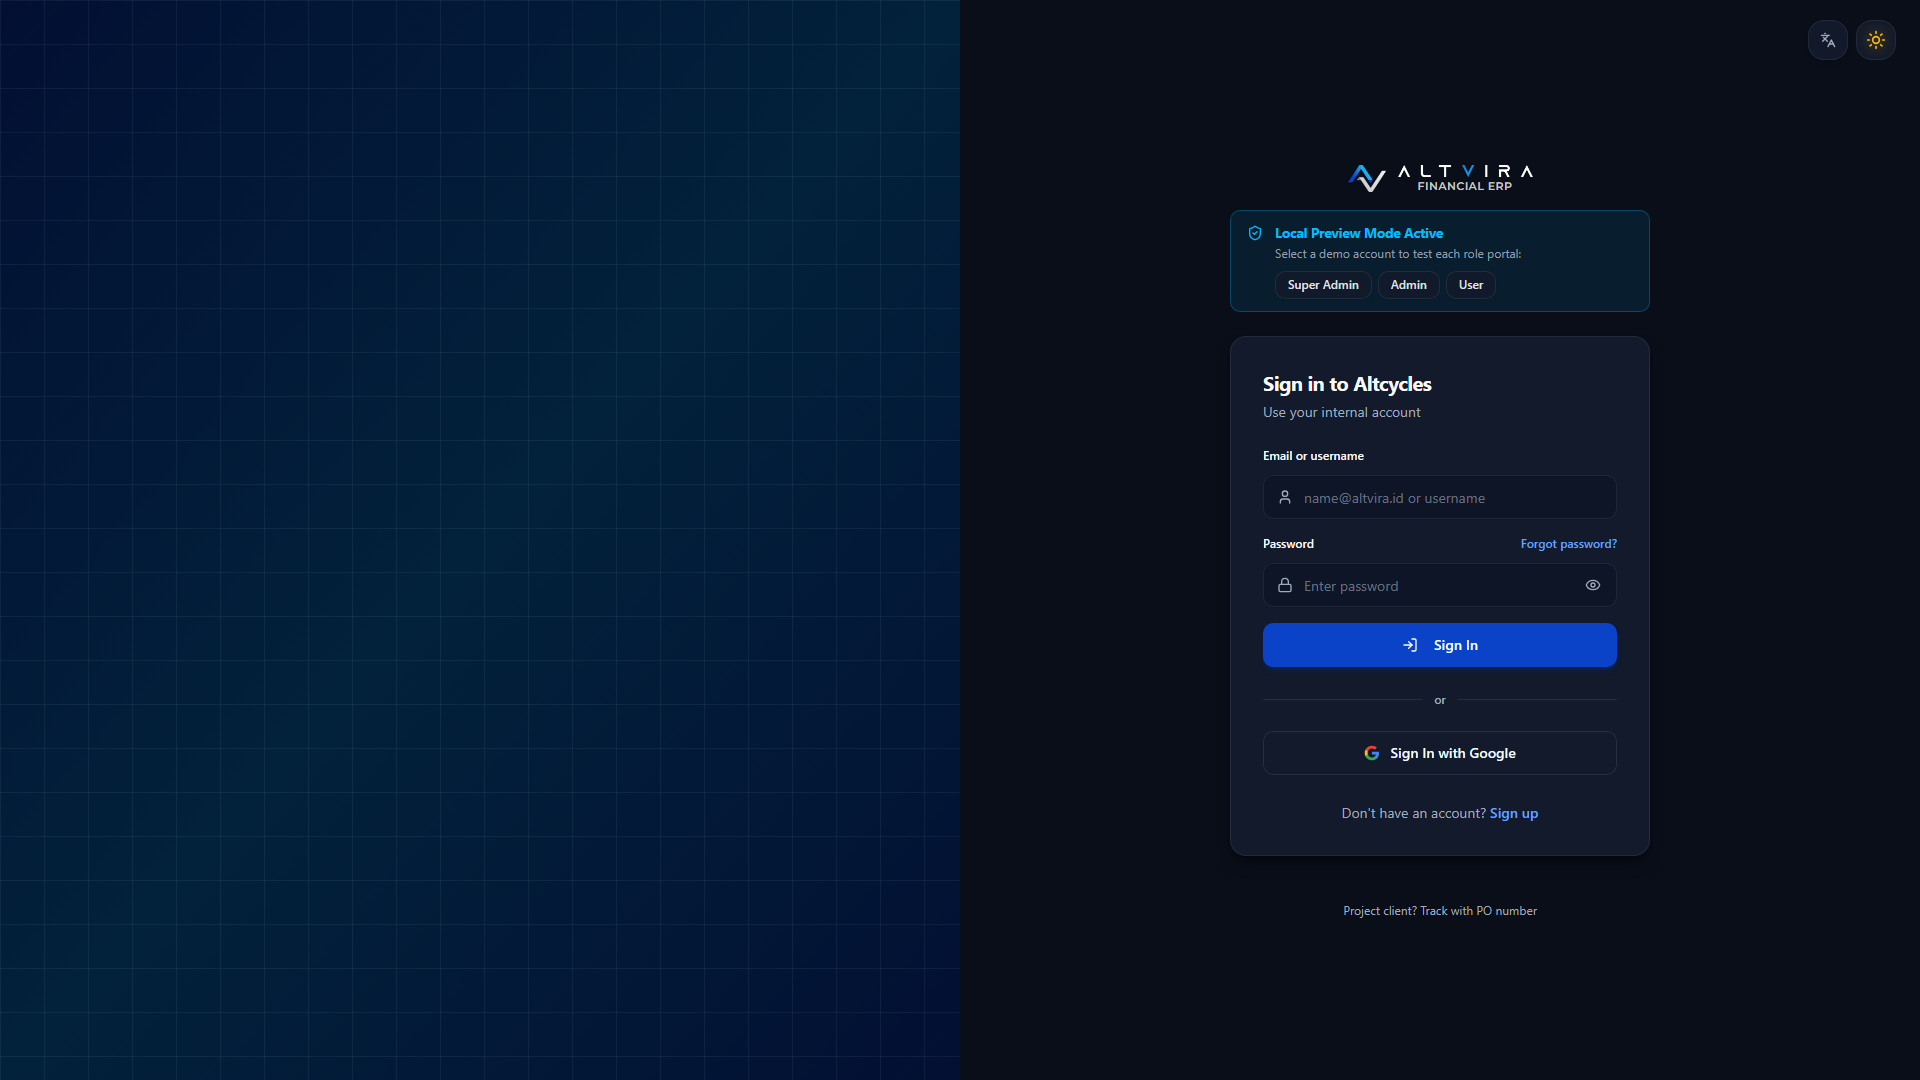 ALTVIRA
FINANCIAL ERP
Local Preview Mode Active
Select a demo account to test each role portal:
Super Admin
Admin
User
Sign in to Altcycles
Use your internal account
Email or username
name@altvira.id or username
Password
Forgot password?
Enter password
Sign In
or
Sign In with Google
Don't have an account? Sign up
Project client? Track with PO number